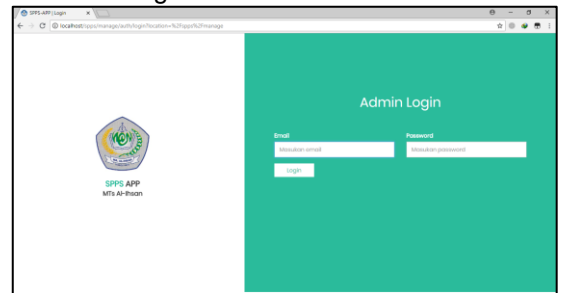 SPPS-APP | Login
localhost/spps/manage/auth/login?location=%2Fspps%2Fmanage
Admin Login
Email
Password
Masukan email
Masukan password
Login
SPPS APP
MTs Al-Ihsan